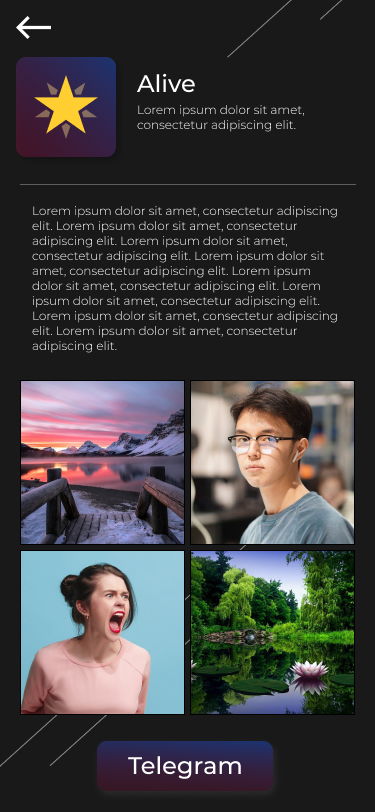 Alive
Lorem ipsum dolor sit amet,
consectetur adipiscing elit.
Lorem ipsum dolor sit amet, consectetur adipiscing
elit. Lorem ipsum dolor sit amet, consectetur
adipiscing elit. Lorem ipsum dolor sit amet,
consectetur adipiscing elit. Lorem ipsum dolor sit
amet, consectetur adipiscing elit. Lorem ipsum
dolor sit amet, consectetur adipiscing elit. Lorem
ipsum dolor sit amet, consectetur adipiscing elit.
Lorem ipsum dolor sit amet, consectetur adipiscing
elit. Lorem ipsum dolor sit amet, consectetur
adipiscing elit.
Telegram